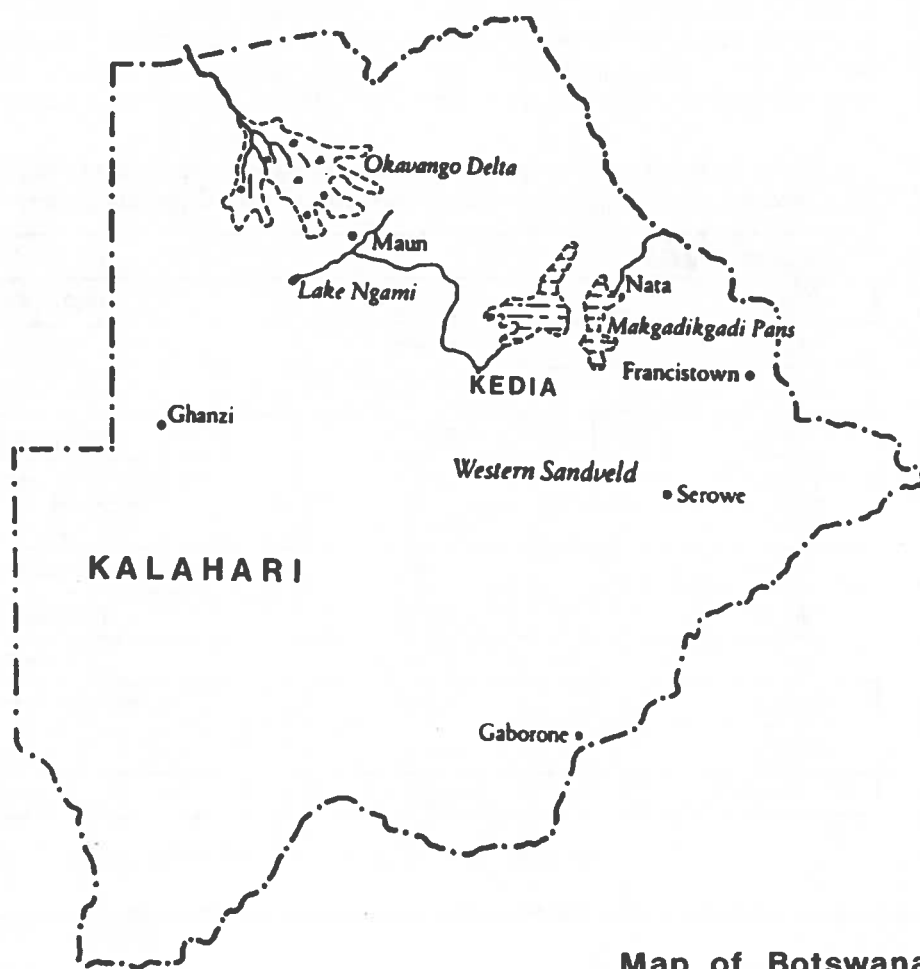 Okavango Delta
Maun
Lake Ngami
Nata
Makgadikgadi Pans
KEDIA
Francistown
Ghanzi
Western Sandveld
Serowe
KALAHARI
Gaborone
Map of Botswana